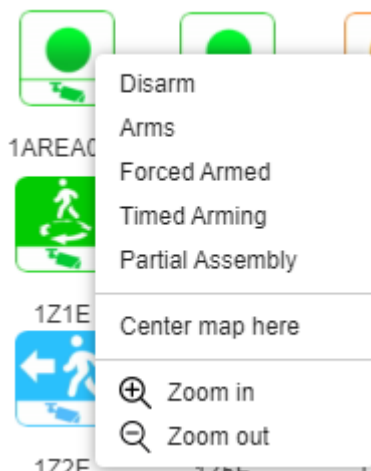 Disarm
1AREA0
Arms
Forced Armed
Timed Arming
Partial Assembly
1Z1E
Center map here
Zoom in
Zoom out